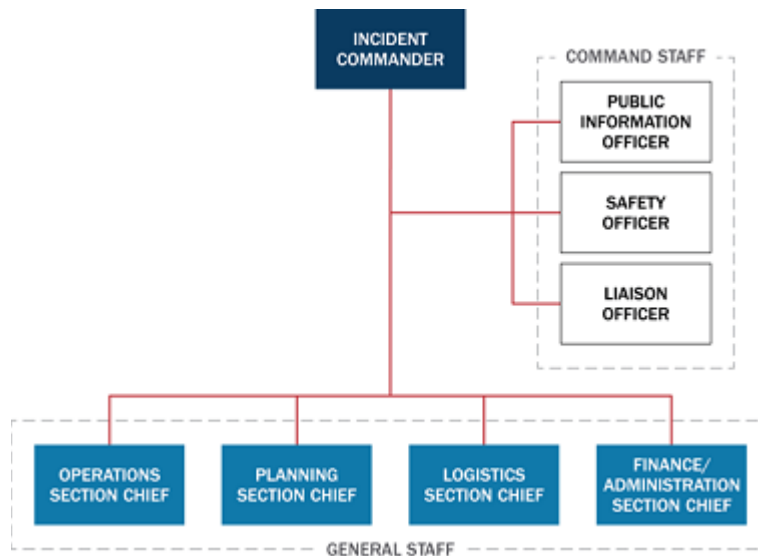 INCIDENT
COMMANDER
COMMAND STAFF
PUBLIC
INFORMATION
OFFICER
SAFETY
OFFICER
LIAISON
OFFICER
OPERATIONS
SECTION CHIEF
PLANNING
SECTION CHIEF
LOGISTICS
SECTION CHIEF
FINANCE/
ADMINISTRATION
SECTION CHIEF
GENERAL STAFF